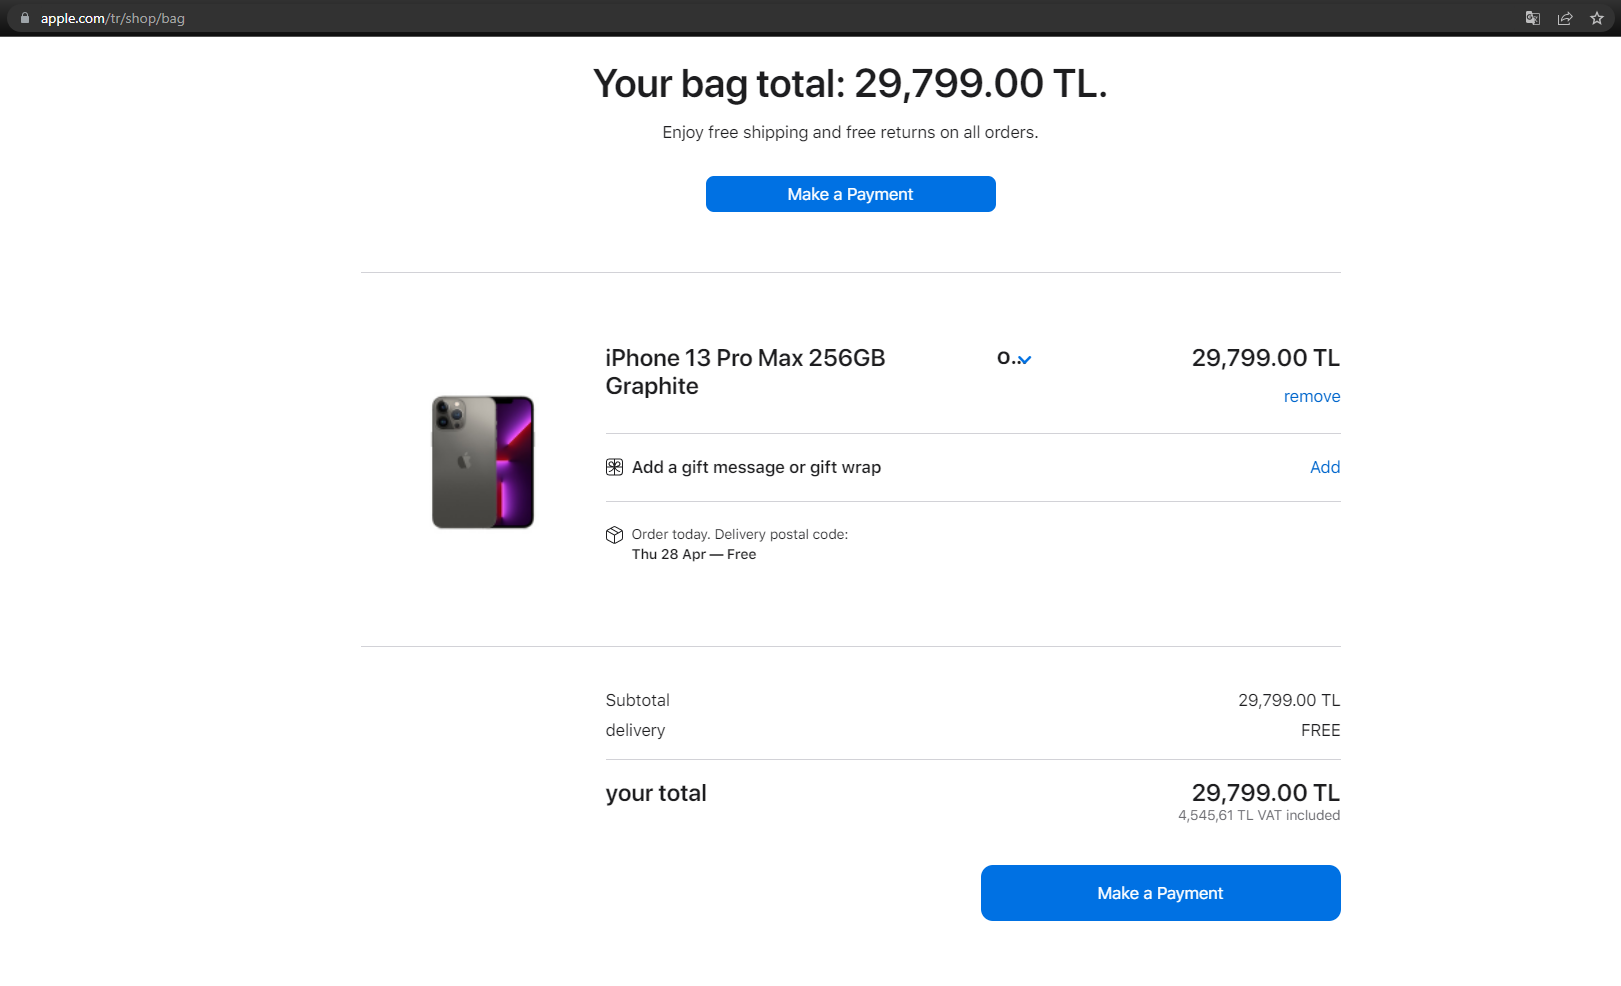 apple.com/tr/shop/bag
Your bag total: 29,799.00 TL.
Enjoy free shipping and free returns on all orders.
Make a Payment
iPhone 13 Pro Max 256GB
Graphite
O..
29,799.00 TL
remove
Add a gift message or gift wrap
Add
Order today. Delivery postal code:
Thu 28 Apr — Free
Subtotal
29,799.00 TL
delivery
FREE
your total
29,799.00 TL
4,545,61 TL VAT included
Make a Payment